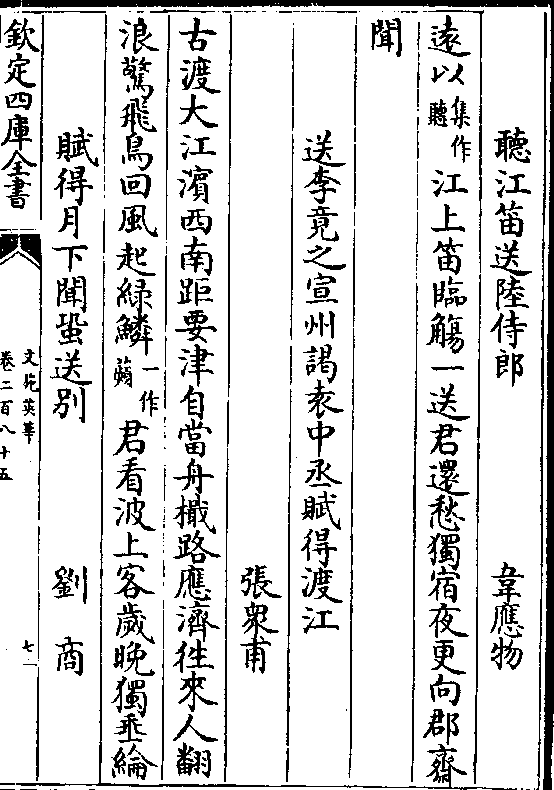 聽江笛送陸侍郎 韋應物
遠以集作聽江上笛臨觴一送君還愁獨宿夜更向郡齋
聞
送李竟之宣州謁袁中丞賦得渡江
張衆甫
古渡大江濱西南距要津自當舟檝路應濟往來人翻
浪驚飛鳥回風起綠鱗一作蘋君看波上客歲晚獨垂綸
賦得月下聞蛩送別 劉商
欽定四庫全書
文苑英華
卷二百八十五
七